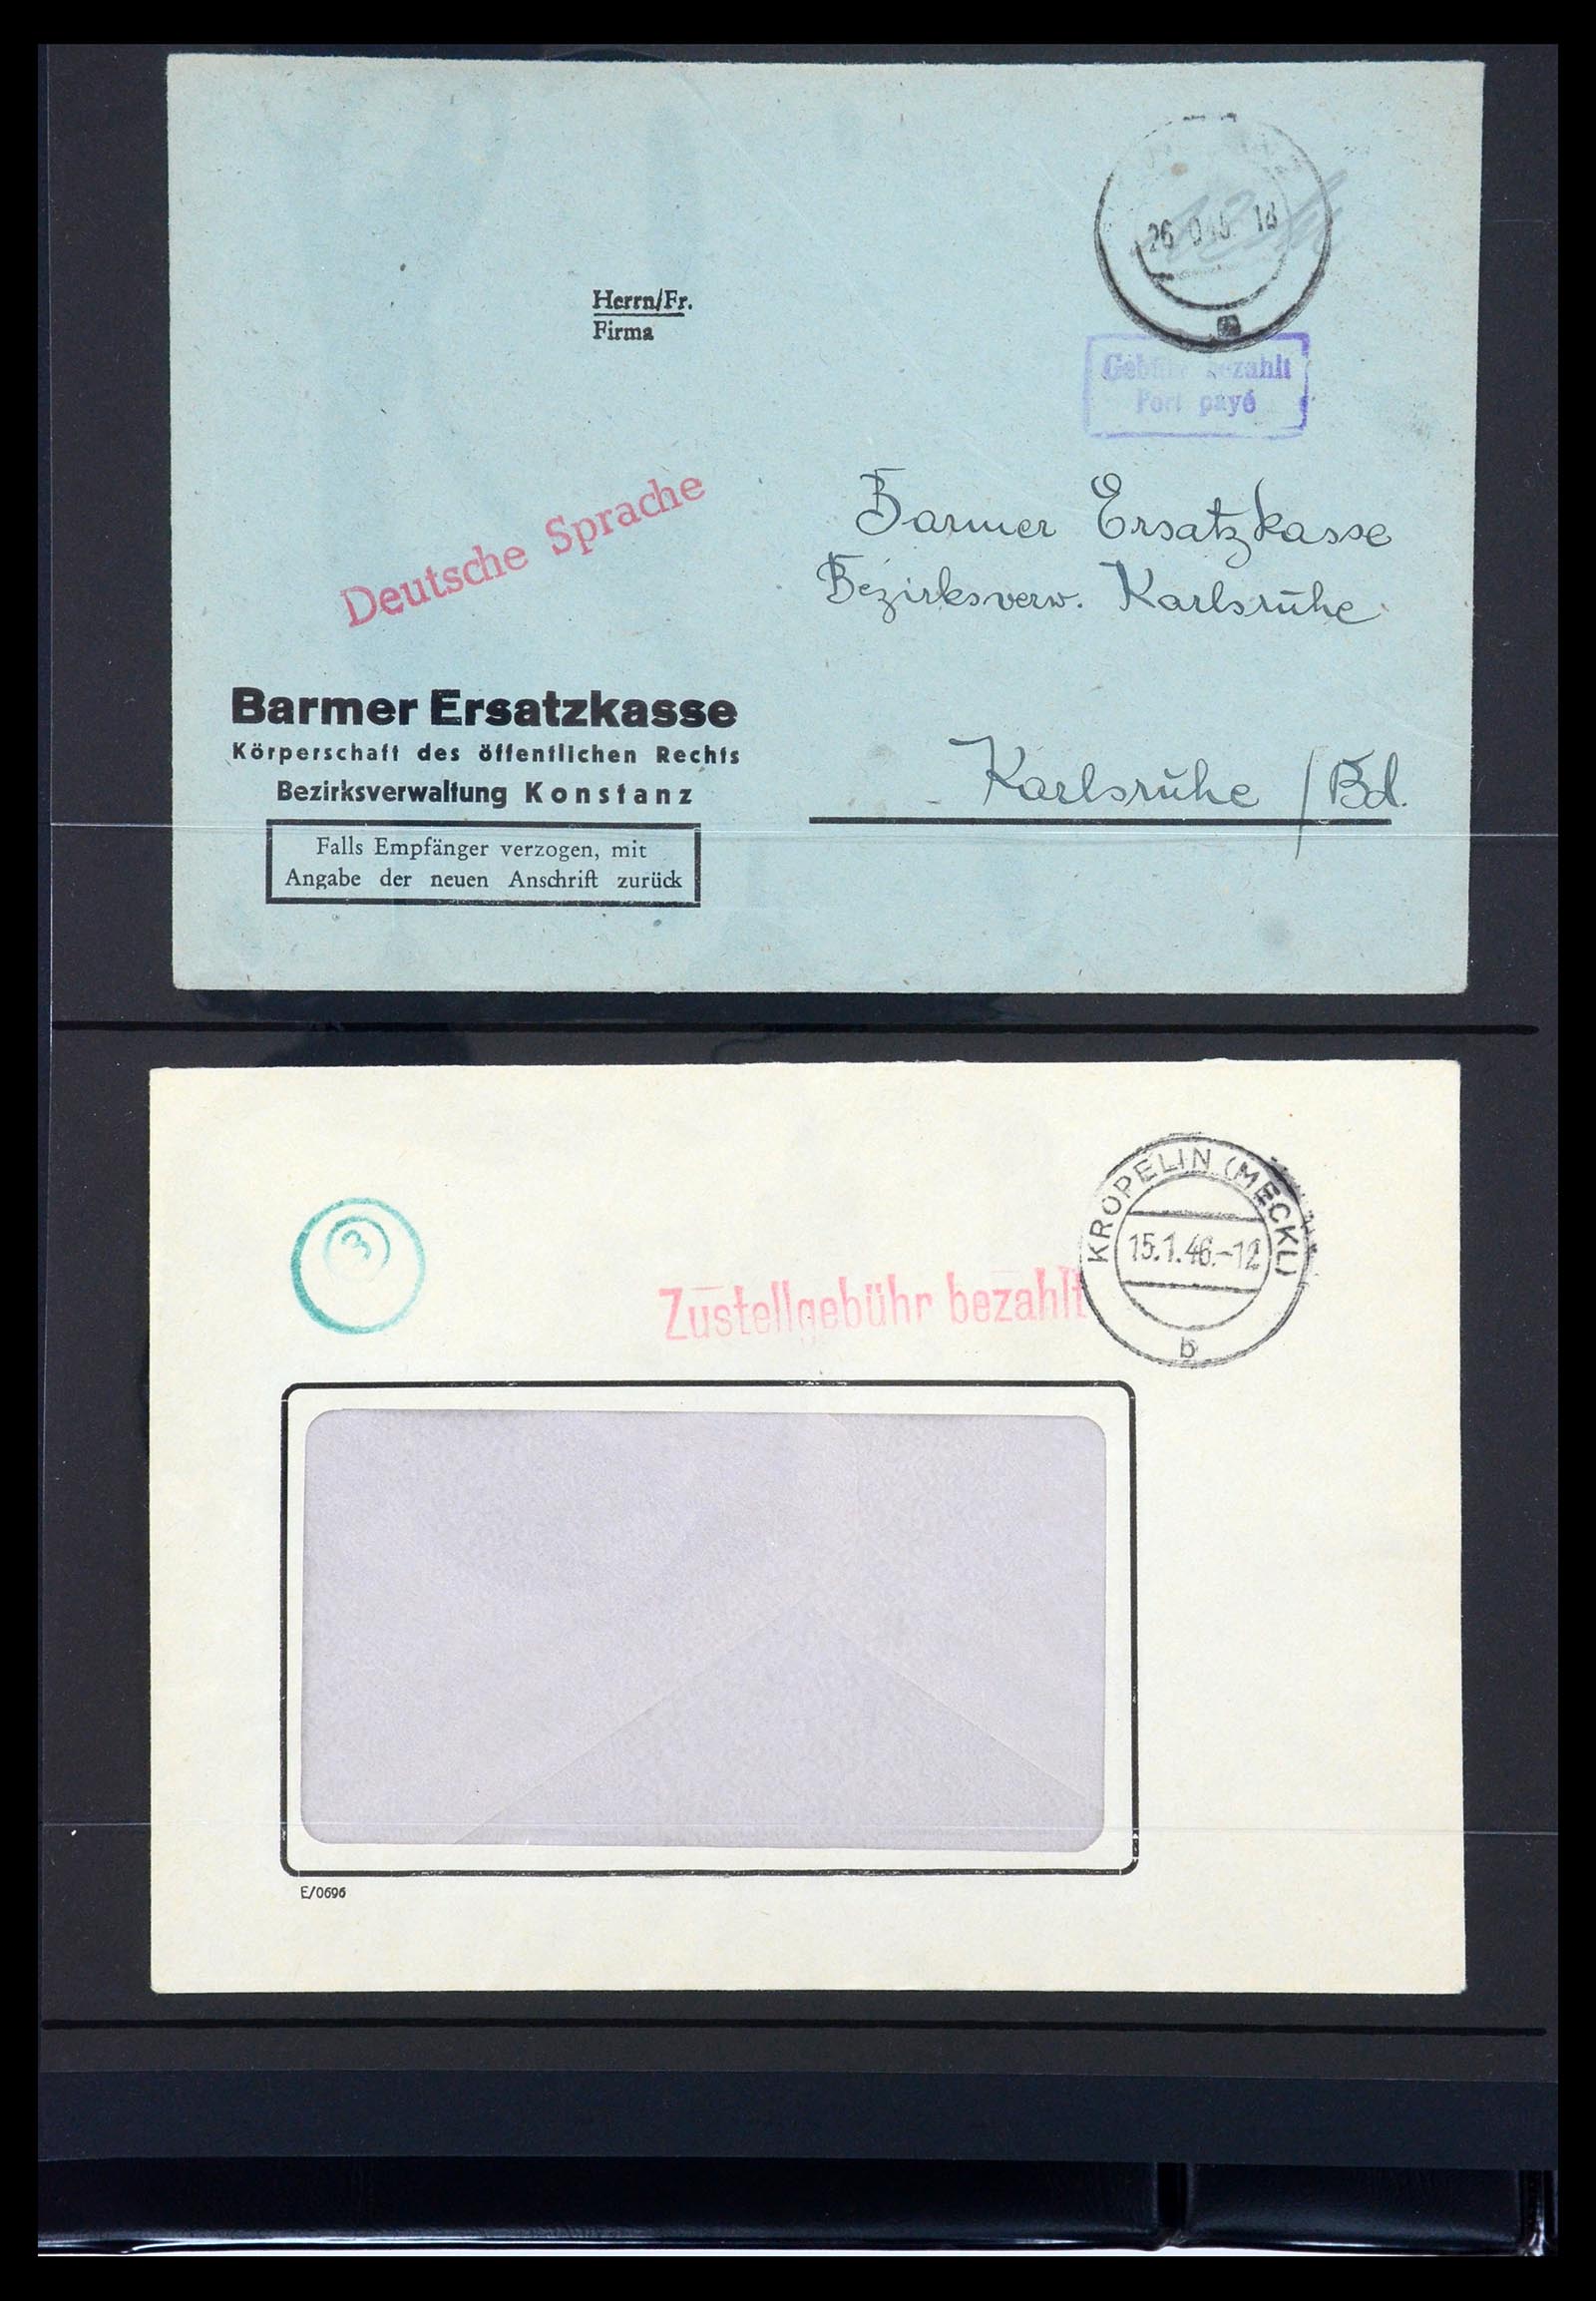 Herrn/Fr.
Firma
Gebühr bezahlt
Port payé
Deutsche Sprache
Barmer Ersatzkasse
Bezirksverw. Karlsruhe
Karlsruhe / Bd.
Barmer Ersatzkasse
Körperschaft des öffentlichen Rechts
Bezirksverwaltung Konstanz
Falls Empfänger verzogen, mit
Angabe der neuen Anschrift zurück
KRÖPELIN (MECKL)
15.1.46.-12
b
3
Zustellgebühr bezahlt
E/0696